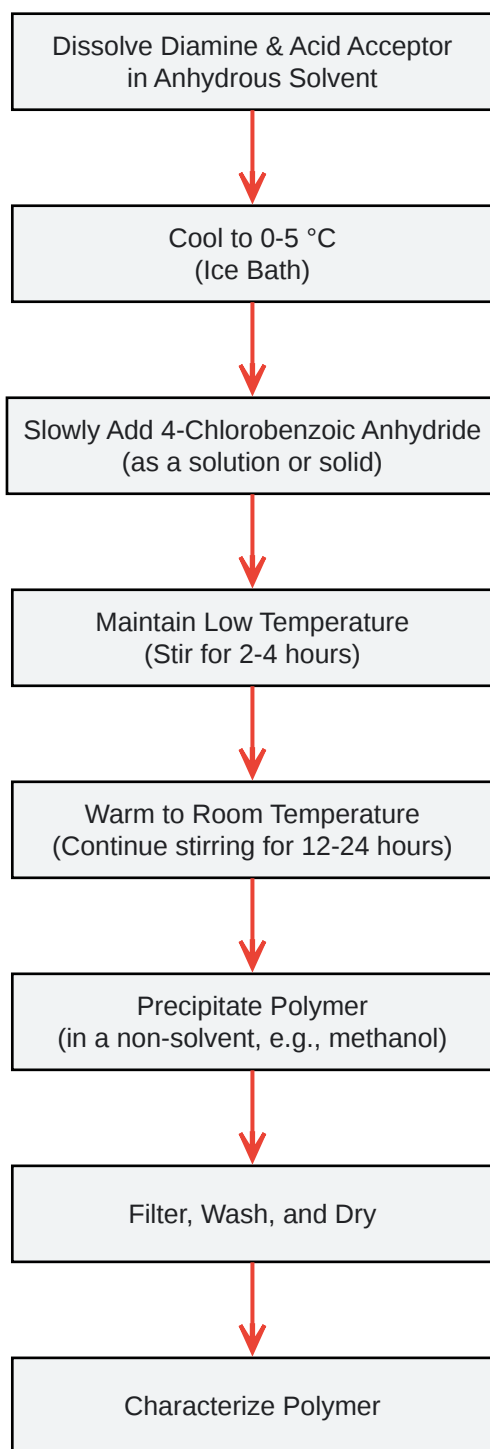 Dissolve Diamine & Acid Acceptor
in Anhydrous Solvent
Cool to 0-5 °C
(Ice Bath)
Slowly Add 4-Chlorobenzoic Anhydride
(as a solution or solid)
Maintain Low Temperature
(Stir for 2-4 hours)
Warm to Room Temperature
(Continue stirring for 12-24 hours)
Precipitate Polymer
(in a non-solvent, e.g., methanol)
Filter, Wash, and Dry
Characterize Polymer